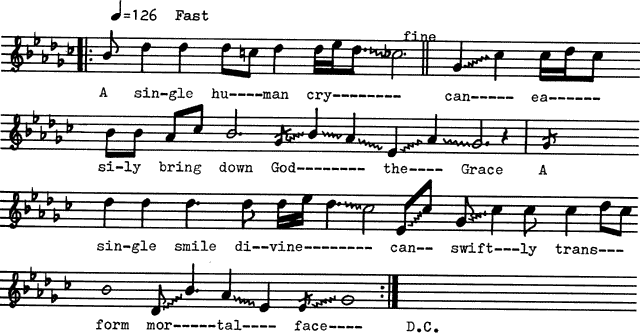 ♩=126 Fast
fine
A sin-gle hu----man cry--------- can----- ea-------
si-ly bring down God-------- the---- Grace A
sin-gle smile di--vine---------- can-- swift---ly trans---
form mor-----tal---- face---- D.C.